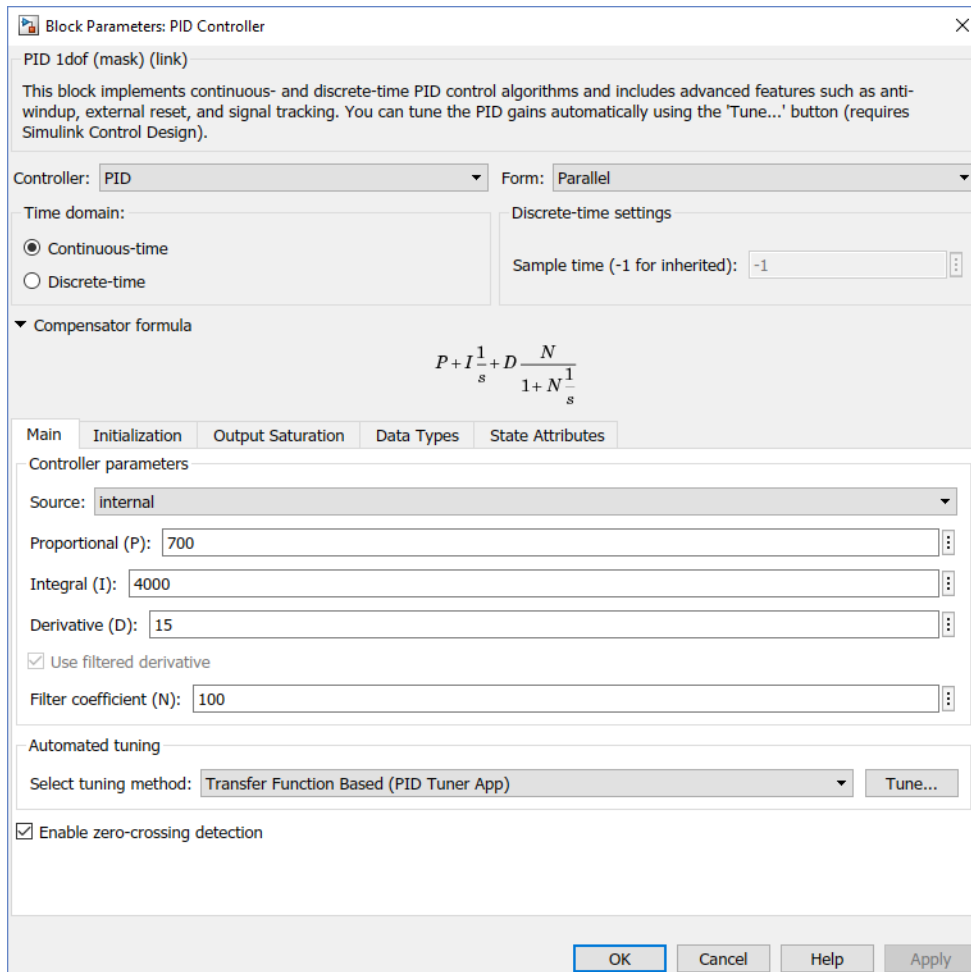 Block Parameters: PID Controller
PID 1dof (mask) (link)
This block implements continuous- and discrete-time PID control algorithms and includes advanced features such as anti-
windup, external reset, and signal tracking. You can tune the PID gains automatically using the 'Tune...' button (requires
Simulink Control Design).
Controller: PID Form: Parallel
Time domain: Discrete-time settings
Continuous-time
Sample time (-1 for inherited): -1
Discrete-time
Compensator formula
P + I 1/s + D N/(1 + N 1/s)
Main Initialization Output Saturation Data Types State Attributes
Controller parameters
Source: internal
Proportional (P): 700
Integral (I): 4000
Derivative (D): 15
Use filtered derivative
Filter coefficient (N): 100
Automated tuning
Select tuning method: Transfer Function Based (PID Tuner App) Tune...
Enable zero-crossing detection
OK Cancel Help Apply